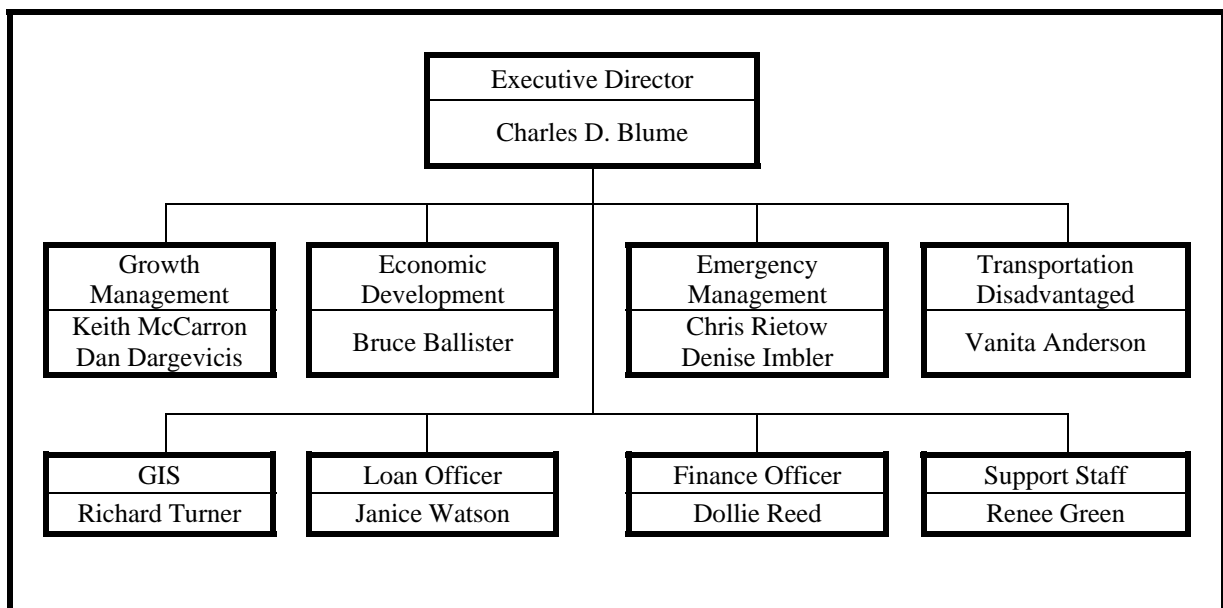 Executive Director
Charles D. Blume
Growth
Management
Keith McCarron
Dan Dargevicis
Economic
Development
Bruce Ballister
Emergency
Management
Chris Rietow
Denise Imbler
Transportation
Disadvantaged
Vanita Anderson
GIS
Richard Turner
Loan Officer
Janice Watson
Finance Officer
Dollie Reed
Support Staff
Renee Green